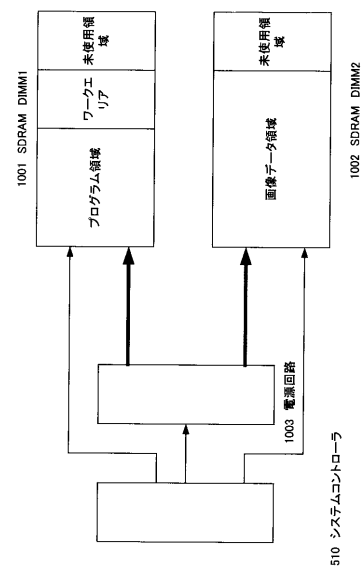 1001 SDRAM DIMM1
プログラム領域
ワークエ
リア
未使用領
域
1002 SDRAM DIMM2
画像データ領域
未使用領
域
1003 電源回路
510 システムコントローラ